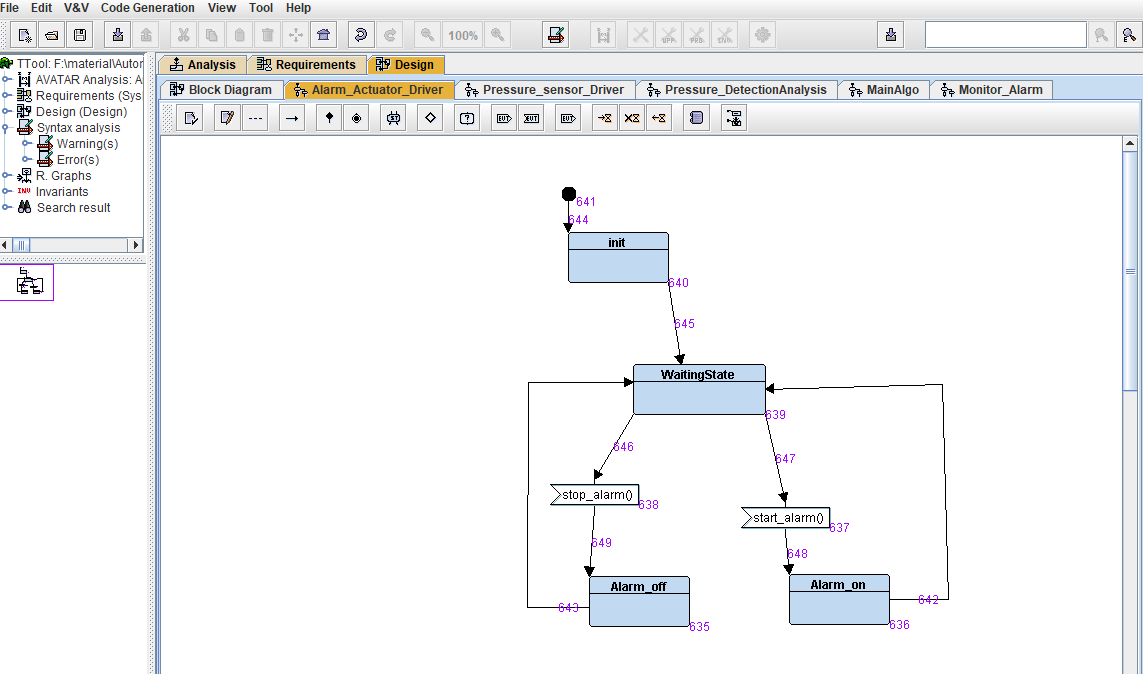 File Edit V&V Code Generation View Tool Help
100%
TTool: F:\material\Autor
AVATAR Analysis: A
Requirements (Sys
Design (Design)
Syntax analysis
Warning(s)
Error(s)
R. Graphs
INV Invariants
Search result
Analysis Requirements Design
Block Diagram Alarm_Actuator_Driver Pressure_sensor_Driver Pressure_DetectionAnalysis MainAlgo Monitor_Alarm
641
644
init
640
645
WaitingState
639
646
647
stop_alarm()
638
start_alarm()
637
649
648
Alarm_off
643
635
Alarm_on
642
636